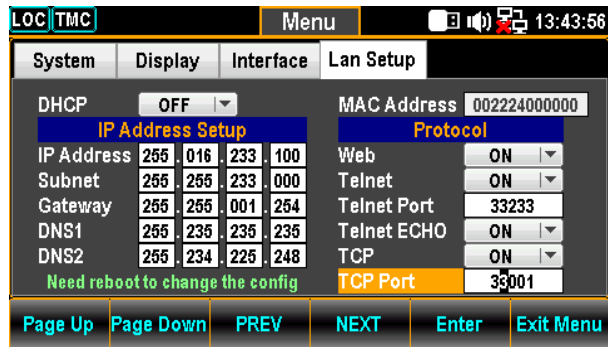 LOC TMC Menu 13:43:56
System Display Interface Lan Setup
DHCP OFF MAC Address 002224000000
IP Address Setup Protocol
IP Address 255 . 016 . 233 . 100 Web ON
Subnet 255 . 255 . 233 . 000 Telnet ON
Gateway 255 . 255 . 001 . 254 Telnet Port 33233
DNS1 255 . 235 . 235 . 235 Telnet ECHO ON
DNS2 255 . 234 . 225 . 248 TCP ON
Need reboot to change the config TCP Port 33001
Page Up Page Down PREV NEXT Enter Exit Menu